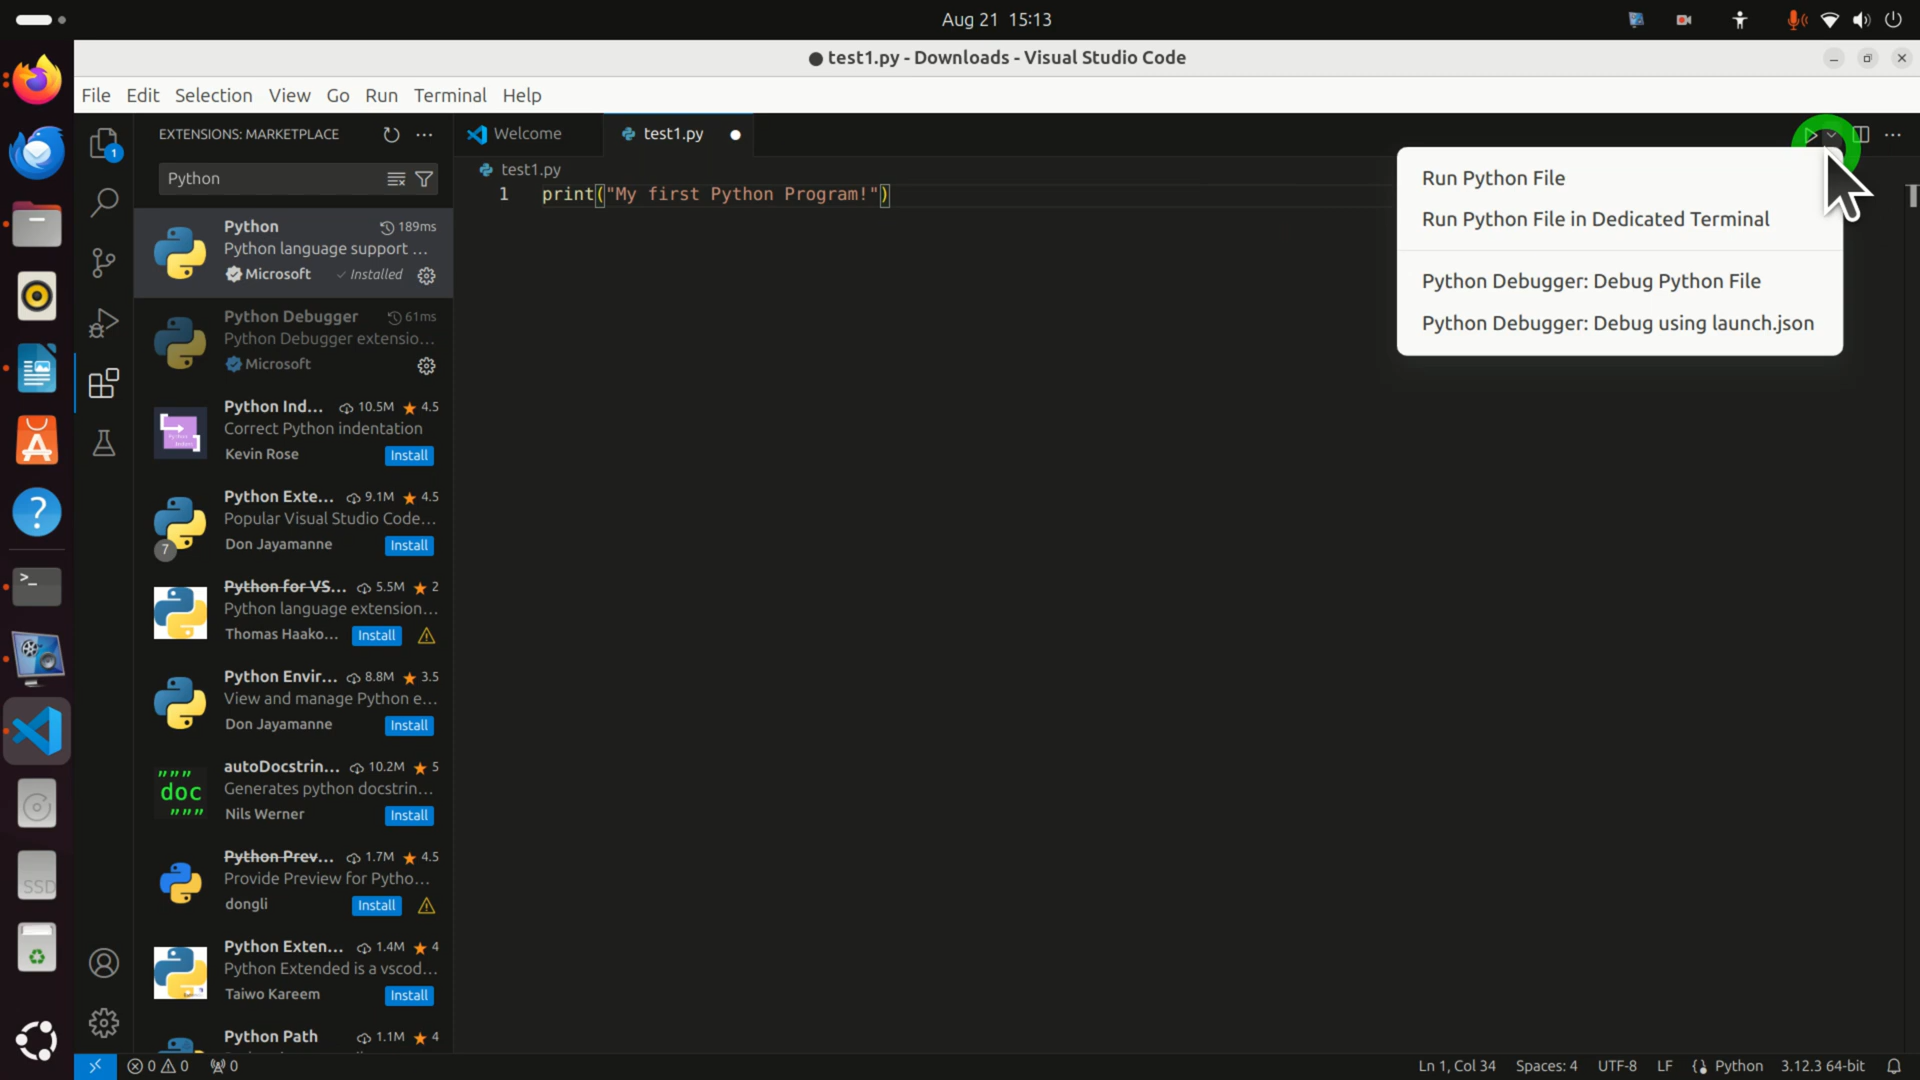 Aug 21 15:13
test1.py - Downloads - Visual Studio Code
File Edit Selection View Go Run Terminal Help
EXTENSIONS: MARKETPLACE
Python
Python 189ms
Python language support ...
Microsoft Installed
Python Debugger 61ms
Python Debugger extensio...
Microsoft
Python Ind... 10.5M 4.5
Correct Python indentation
Kevin Rose Install
Python Exte... 9.1M 4.5
Popular Visual Studio Code...
Don Jayamanne Install
7
Python for VS... 5.5M 2
Python language extension...
Thomas Haako... Install
Python Envir... 8.8M 3.5
View and manage Python e...
Don Jayamanne Install
autoDocstrin... 10.2M 5
Generates python docstrin...
Nils Werner Install
""" doc """
Python Prev... 1.7M 4.5
Provide Preview for Pytho...
dongli Install
Python Exten... 1.4M 4
Python Extended is a vscod...
Taiwo Kareem Install
Python Path 1.1M 4
1
SSD
Welcome test1.py
test1.py
1 print("My first Python Program!")
Run Python File
Run Python File in Dedicated Terminal
Python Debugger: Debug Python File
Python Debugger: Debug using launch.json
0 0 0
Ln 1, Col 34 Spaces: 4 UTF-8 LF Python 3.12.3 64-bit